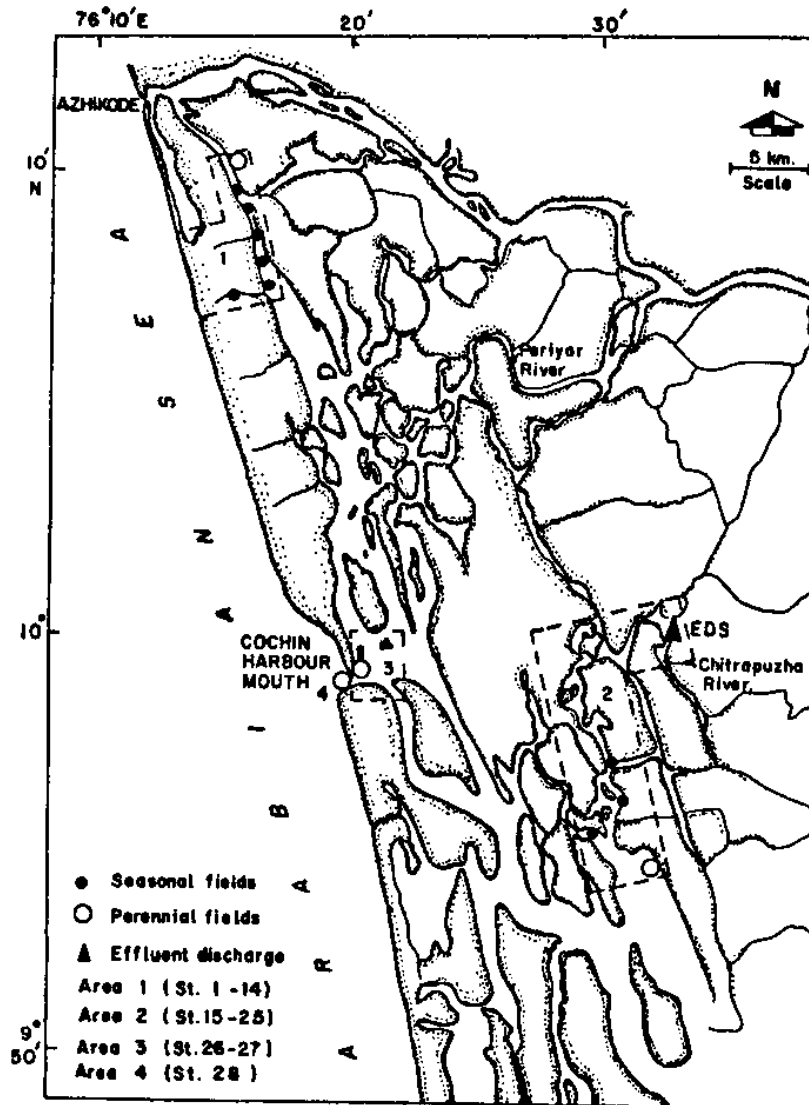 76°10'E
20'
30'
AZHIKODE
N
10'
N
5 km.
Scale
1
Periyar
River
10°
EDS
COCHIN
HARBOUR
MOUTH
3
4
2
Chitrapuzha
River
ARABIAN SEA
● Seasonal fields
○ Perennial fields
▲ Effluent discharge
Area 1 (St. 1-14)
Area 2 (St. 15-25)
Area 3 (St. 26-27)
Area 4 (St. 28)
9°
50'